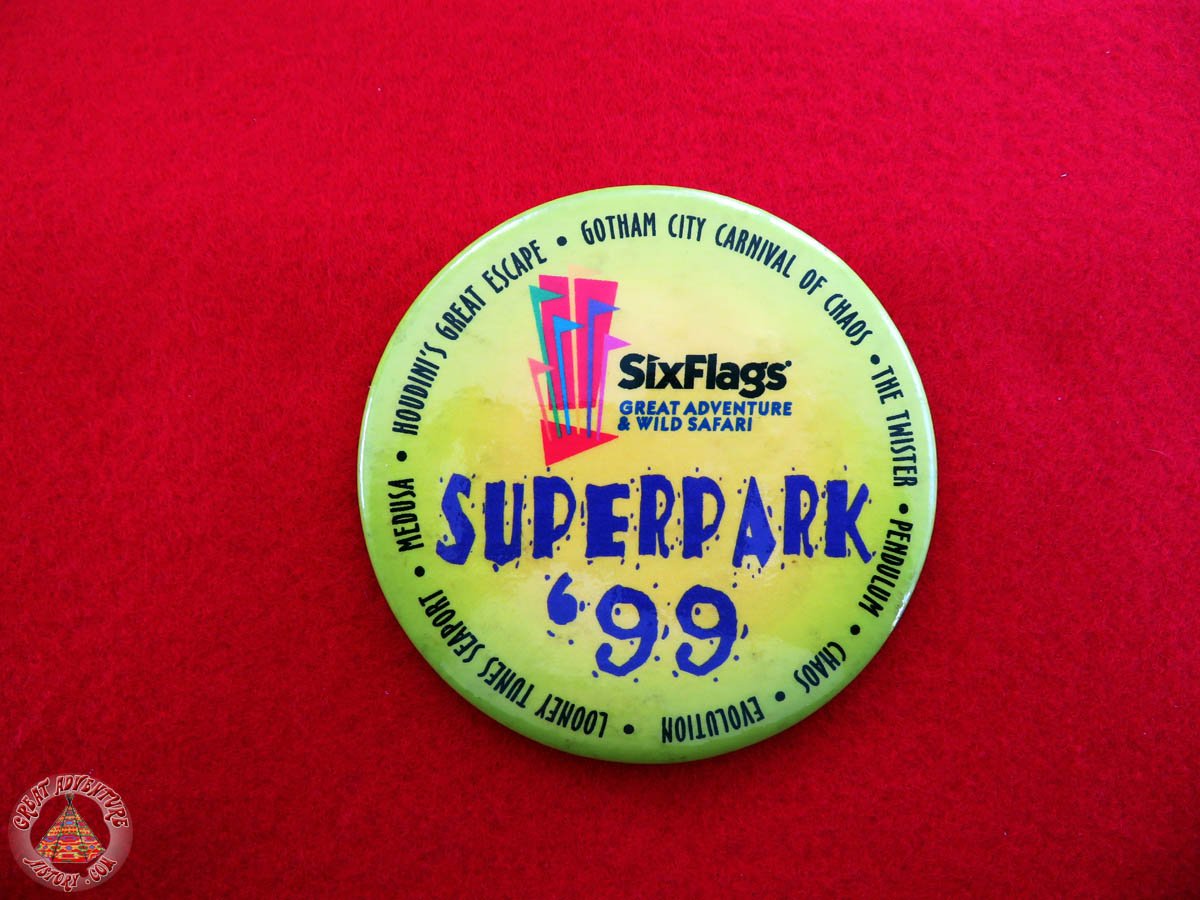 SixFlags
GREAT ADVENTURE
& WILD SAFARI
SUPERPARK
‘99
GOTHAM CITY CARNIVAL OF CHAOS • THE TWISTER • PENDULUM • CHAOS • EVOLUTION • LOONEY TUNES SEAPORT • MEDUSA • HOUDINI'S GREAT ESCAPE •
GREAT ADVENTURE
HISTORY.COM